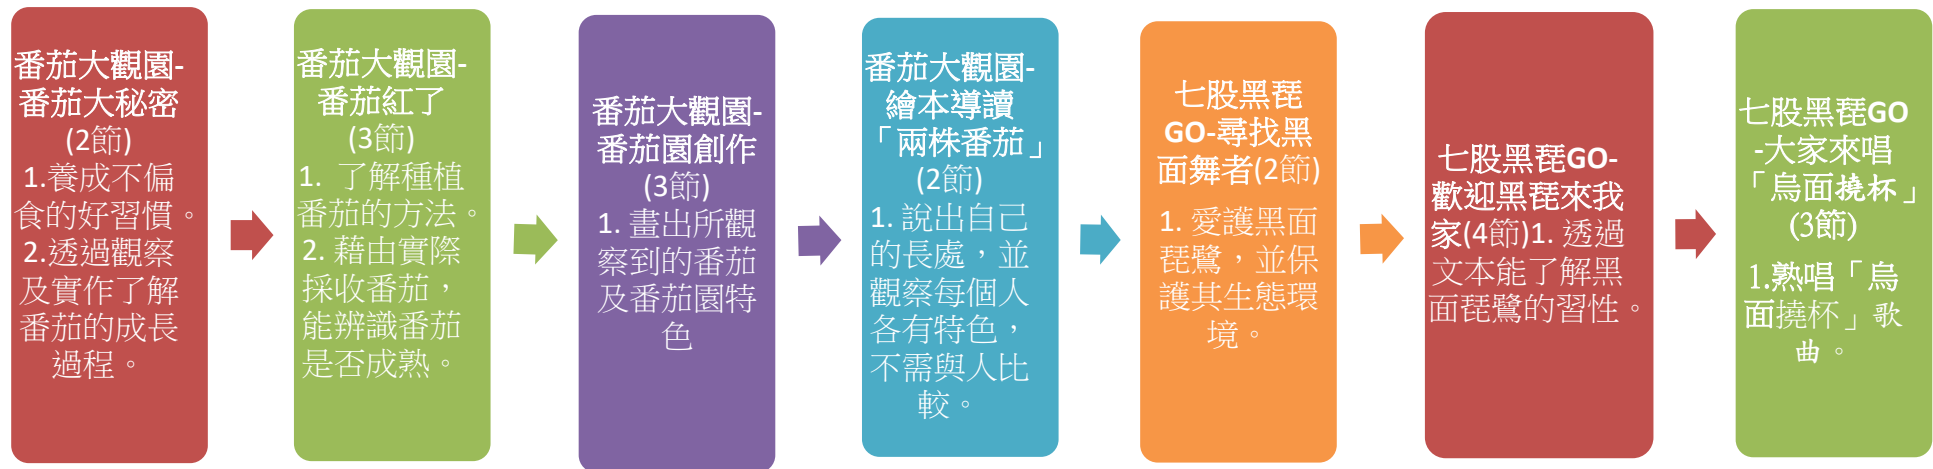 番茄大觀園-
番茄大秘密
(2節)
1.養成不偏
食的好習慣。
2.透過觀察
及實作了解
番茄的成長
過程。
番茄大觀園-
番茄紅了
(3節)
1. 了解種植
番茄的方法。
2. 藉由實際
採收番茄，
能辨識番茄
是否成熟。
番茄大觀園-
番茄園創作
(3節)
1. 畫出所觀
察到的番茄
及番茄園特
色
番茄大觀園-
繪本導讀
「兩株番茄」
(2節)
1. 說出自己
的長處，並
觀察每個人
各有特色，
不需與人比
較。
七股黑琵
GO-尋找黑
面舞者(2節)
1. 愛護黑面
琵鷺，並保
護其生態環
境。
七股黑琵GO-
歡迎黑琵來我
家(4節)1. 透過
文本能了解黑
面琵鷺的習性。
七股黑琵GO
-大家來唱
「烏面撓杯」
(3節)
1.熟唱「烏
面撓杯」歌
曲。